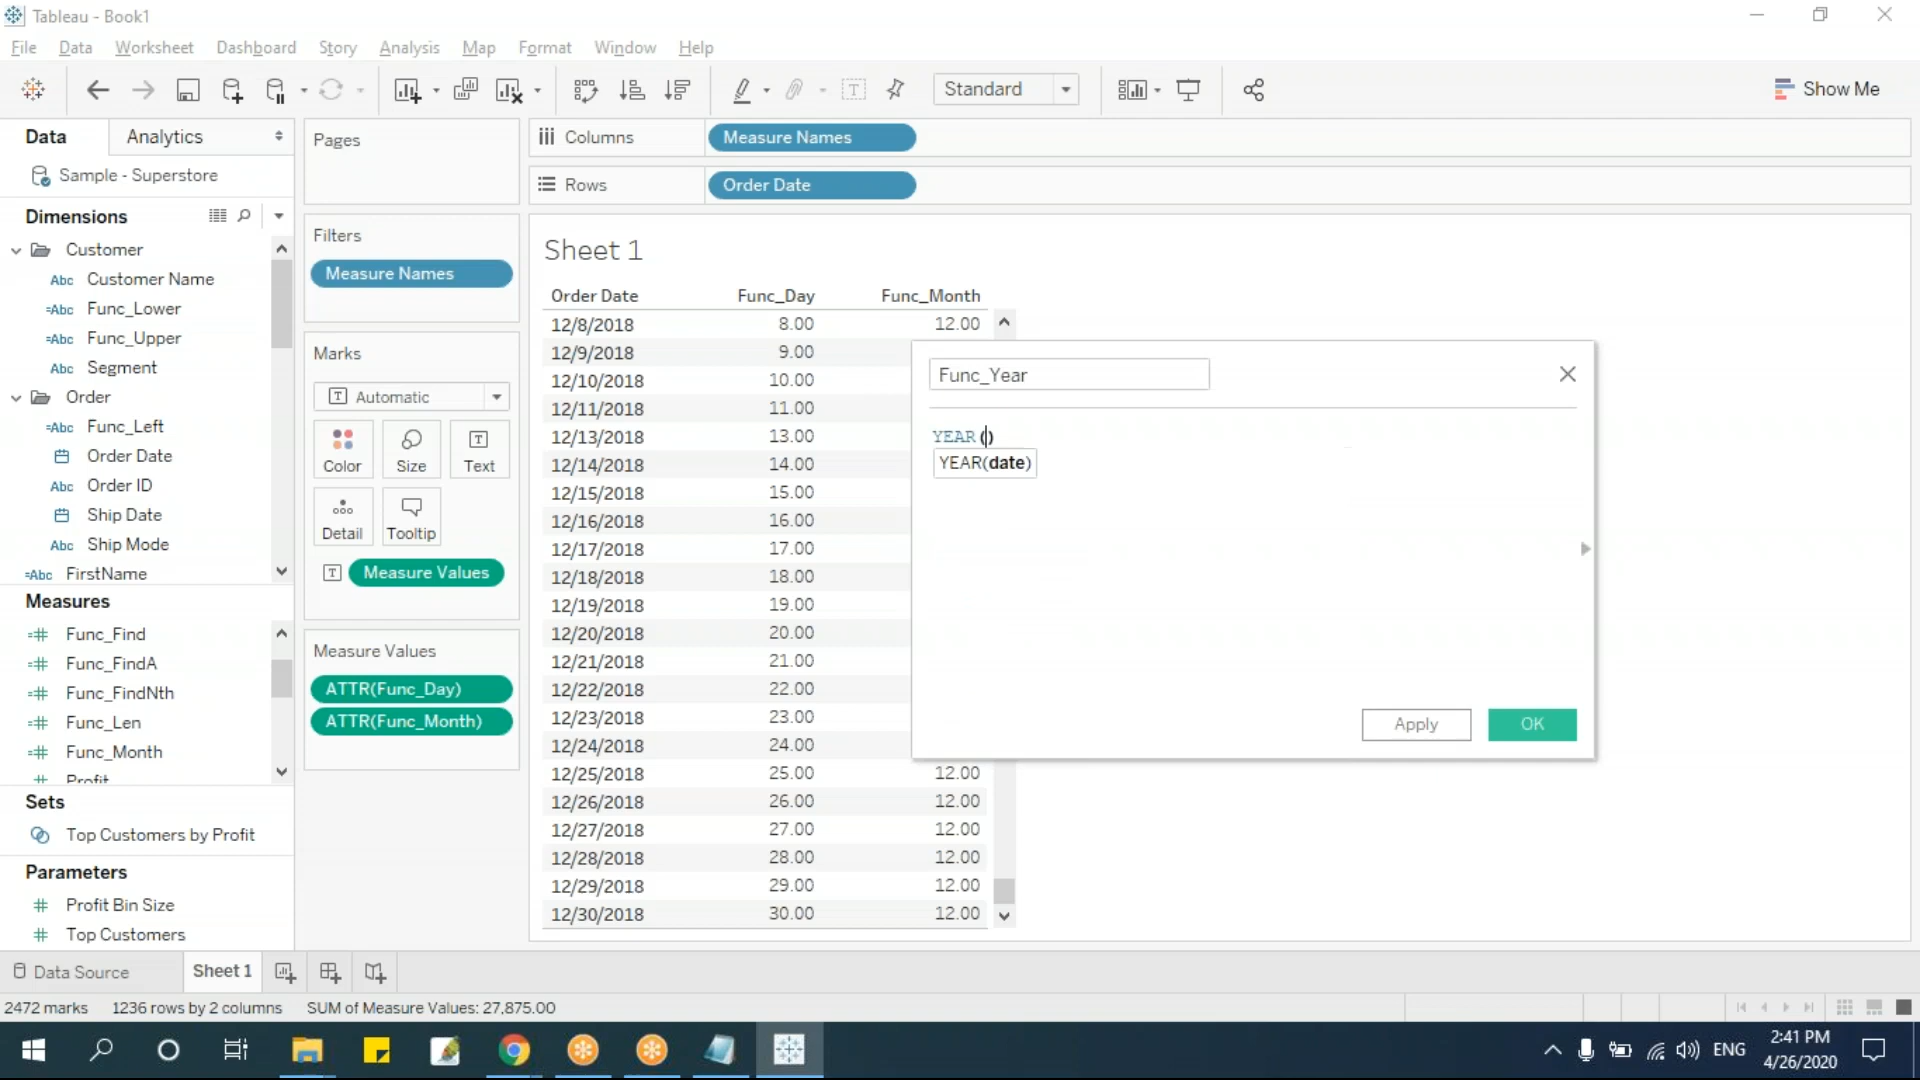 Tableau - Book1
File Data Worksheet Dashboard Story Analysis Map Format Window Help
Standard
Show Me
Data Analytics
Sample - Superstore
Dimensions
Customer
Abc Customer Name
=Abc Func_Lower
=Abc Func_Upper
Abc Segment
Order
=Abc Func_Left
Order Date
Abc Order ID
Ship Date
Abc Ship Mode
=Abc FirstName
Measures
=# Func_Find
=# Func_FindA
=# Func_FindNth
=# Func_Len
=# Func_Month
# Profit
Sets
Top Customers by Profit
Parameters
# Profit Bin Size
# Top Customers
Pages
Filters
Measure Names
Marks
T Automatic
Color Size T Text
Detail Tooltip
T Measure Values
Measure Values
ATTR(Func_Day)
ATTR(Func_Month)
Columns Measure Names
Rows Order Date
Sheet 1
Order Date Func_Day Func_Month
12/8/2018 8.00 12.00
12/9/2018 9.00
12/10/2018 10.00
12/11/2018 11.00
12/13/2018 13.00
12/14/2018 14.00
12/15/2018 15.00
12/16/2018 16.00
12/17/2018 17.00
12/18/2018 18.00
12/19/2018 19.00
12/20/2018 20.00
12/21/2018 21.00
12/22/2018 22.00
12/23/2018 23.00
12/24/2018 24.00
12/25/2018 25.00 12.00
12/26/2018 26.00 12.00
12/27/2018 27.00 12.00
12/28/2018 28.00 12.00
12/29/2018 29.00 12.00
12/30/2018 30.00 12.00
Func_Year
YEAR ()
YEAR(date)
Apply OK
Data Source Sheet 1
2472 marks 1236 rows by 2 columns SUM of Measure Values: 27,875.00
ENG
2:41 PM
4/26/2020